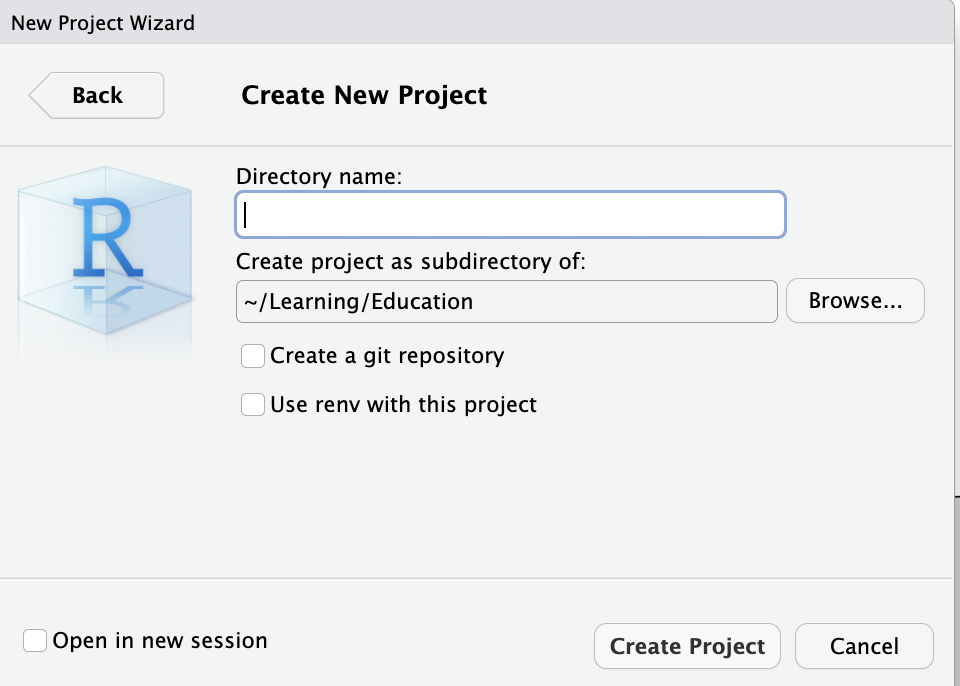 New Project Wizard
Back
Create New Project
R
Directory name:
Create project as subdirectory of:
~/Learning/Education
Browse...
Create a git repository
Use renv with this project
Open in new session
Create Project
Cancel